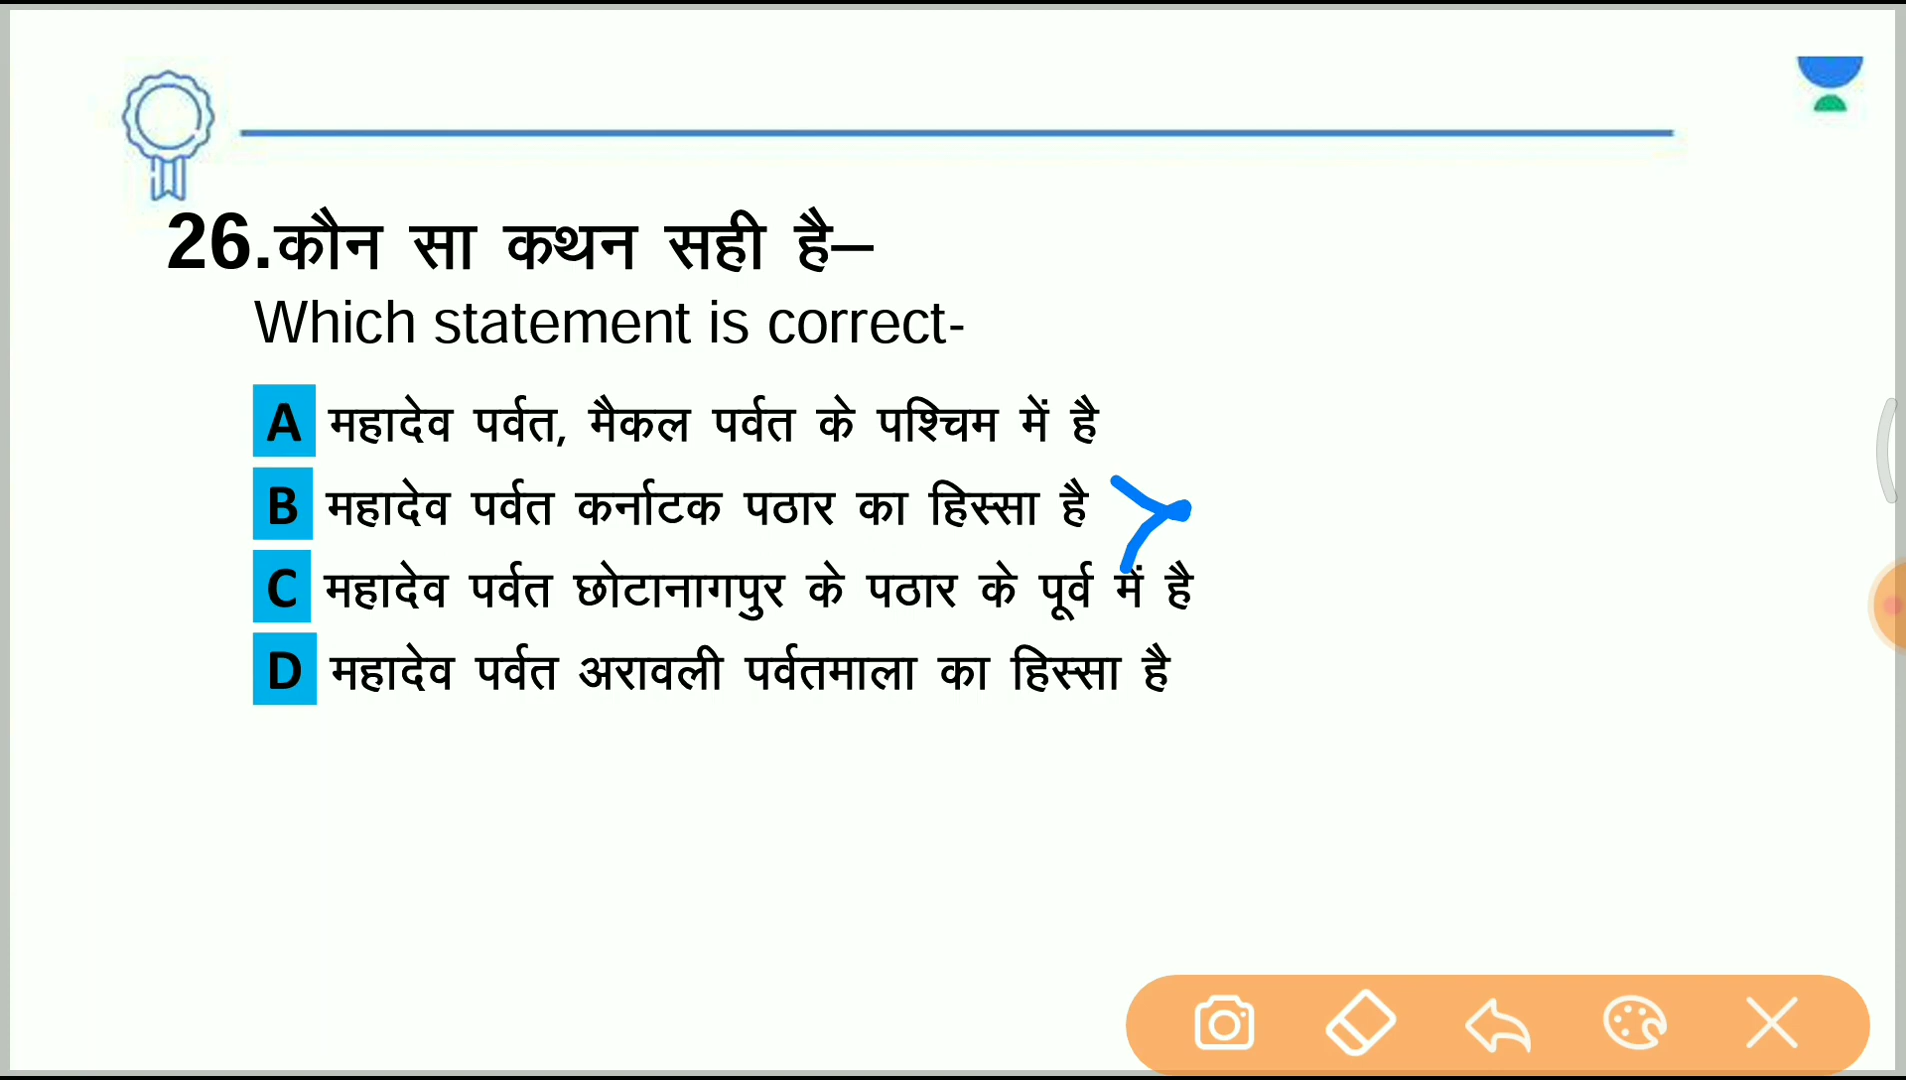 26.कौन सा कथन सही है–
Which statement is correct-
A महादेव पर्वत, मैकल पर्वत के पश्चिम में है
B महादेव पर्वत कर्नाटक पठार का हिस्सा है
C महादेव पर्वत छोटानागपुर के पठार के पूर्व में है
D महादेव पर्वत अरावली पर्वतमाला का हिस्सा है